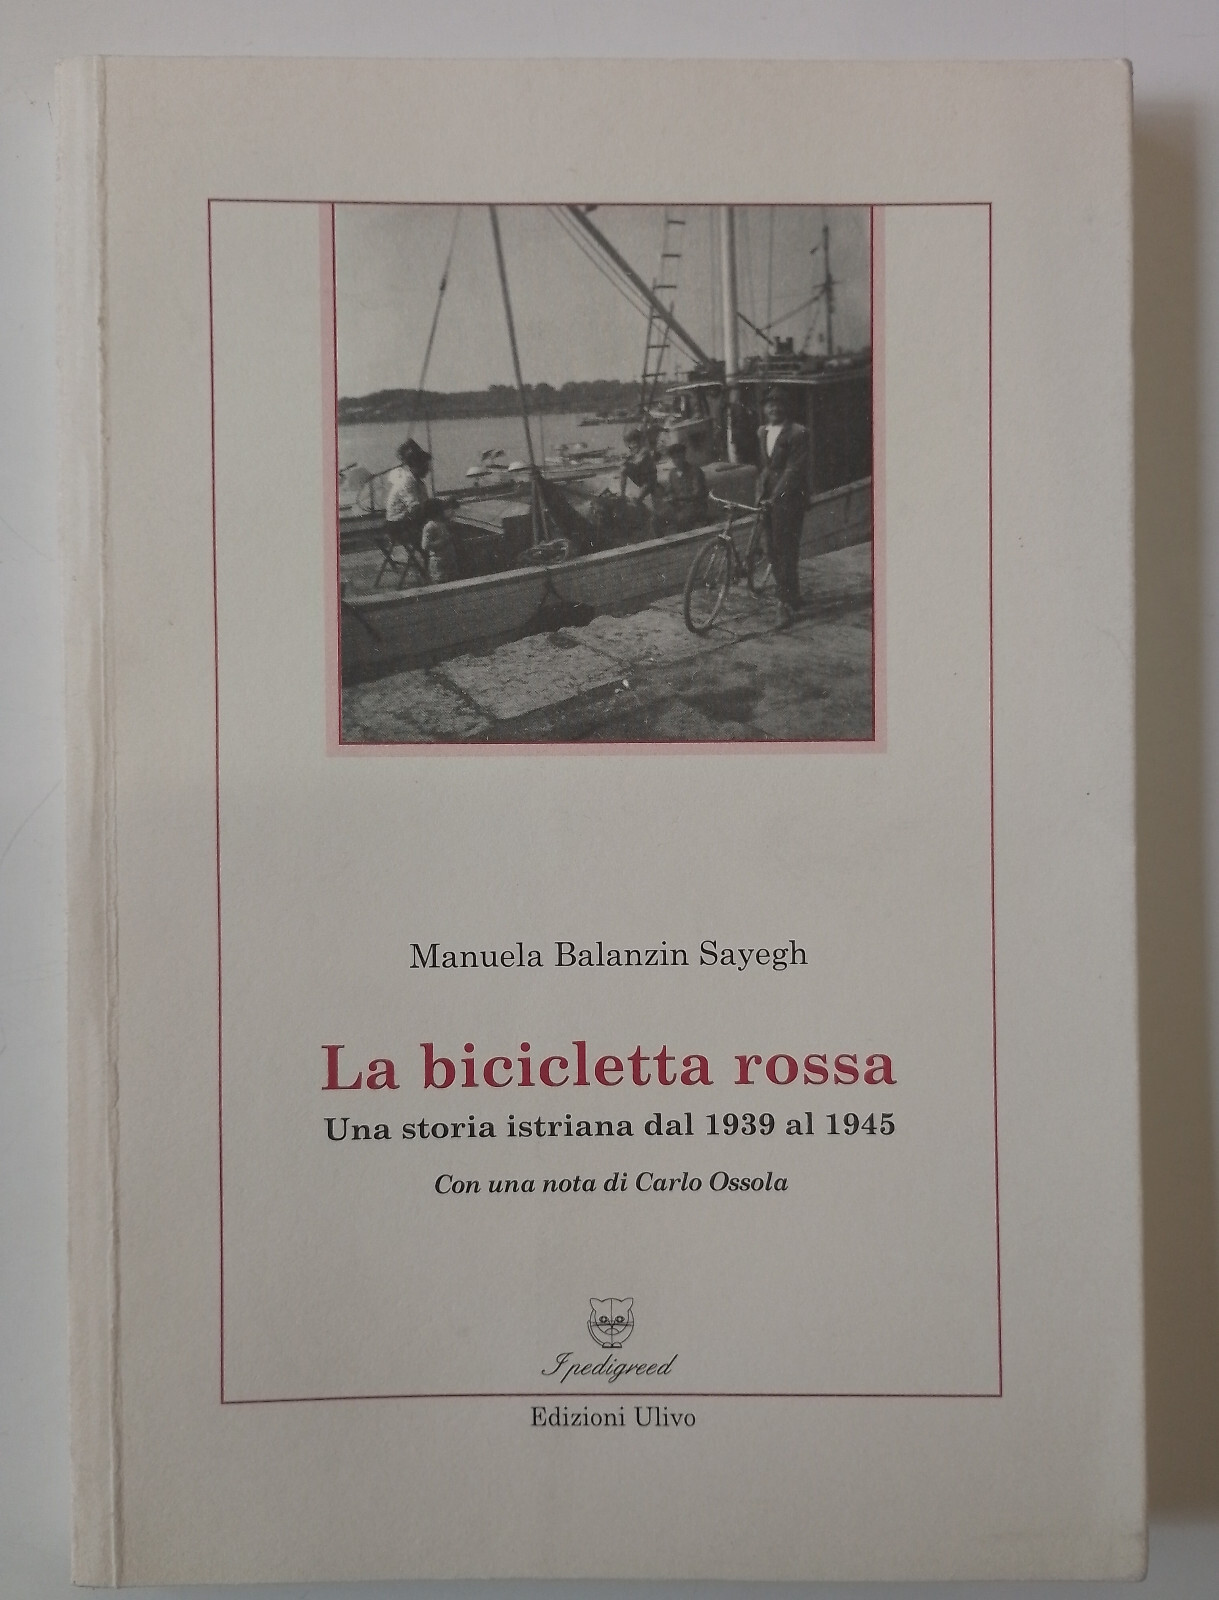 Manuela Balanzin Sayegh
La bicicletta rossa
Una storia istriana dal 1939 al 1945
Con una nota di Carlo Ossola
I pedigreed
Edizioni Ulivo